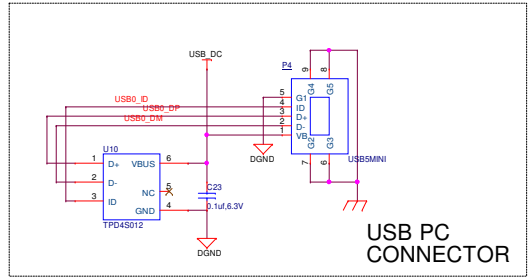 USB_DC
P4
9
8
G4
G5
USB0_ID
USB0_DP
USB0_DM
5
G1
4
ID
3
D+
2
D-
1
VB
G2
G3
7
6
USB5MINI
DGND
U10
1
D+
VBUS
6
2
D-
NC
5
3
ID
GND
4
TPD4S012
C23
0.1uf,6.3V
DGND
USB PC
CONNECTOR